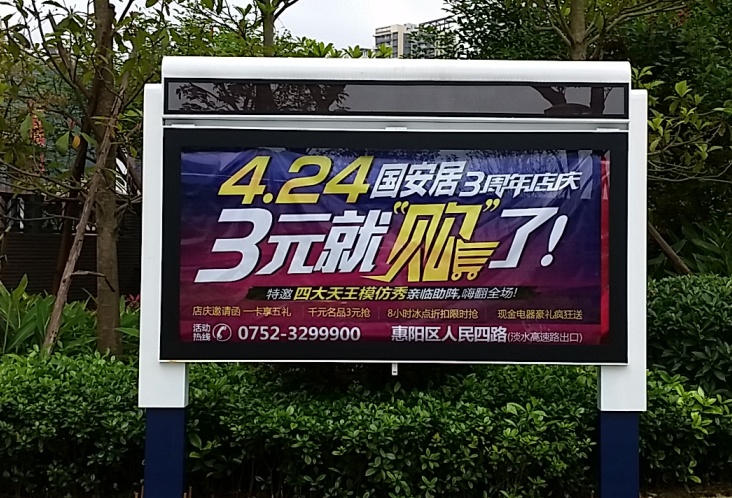 4.24国安居3周年店庆
3元就“购”了!
特邀 四大天王模仿秀亲临助阵,嗨翻全场!
店庆邀请函 一卡享五礼 千元名品3元抢 8小时冰点折扣限时抢 现金电器豪礼疯狂送
活动热线 0752-3299900 惠阳区人民四路(淡水高速路出口)